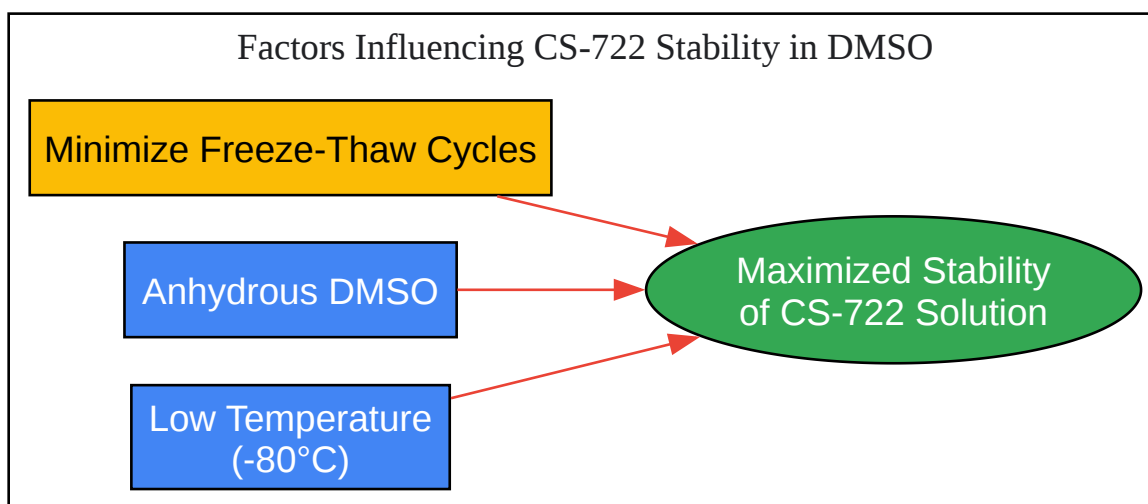 Factors Influencing CS-722 Stability in DMSO
Minimize Freeze-Thaw Cycles
Anhydrous DMSO
Low Temperature
(-80°C)
Maximized Stability
of CS-722 Solution